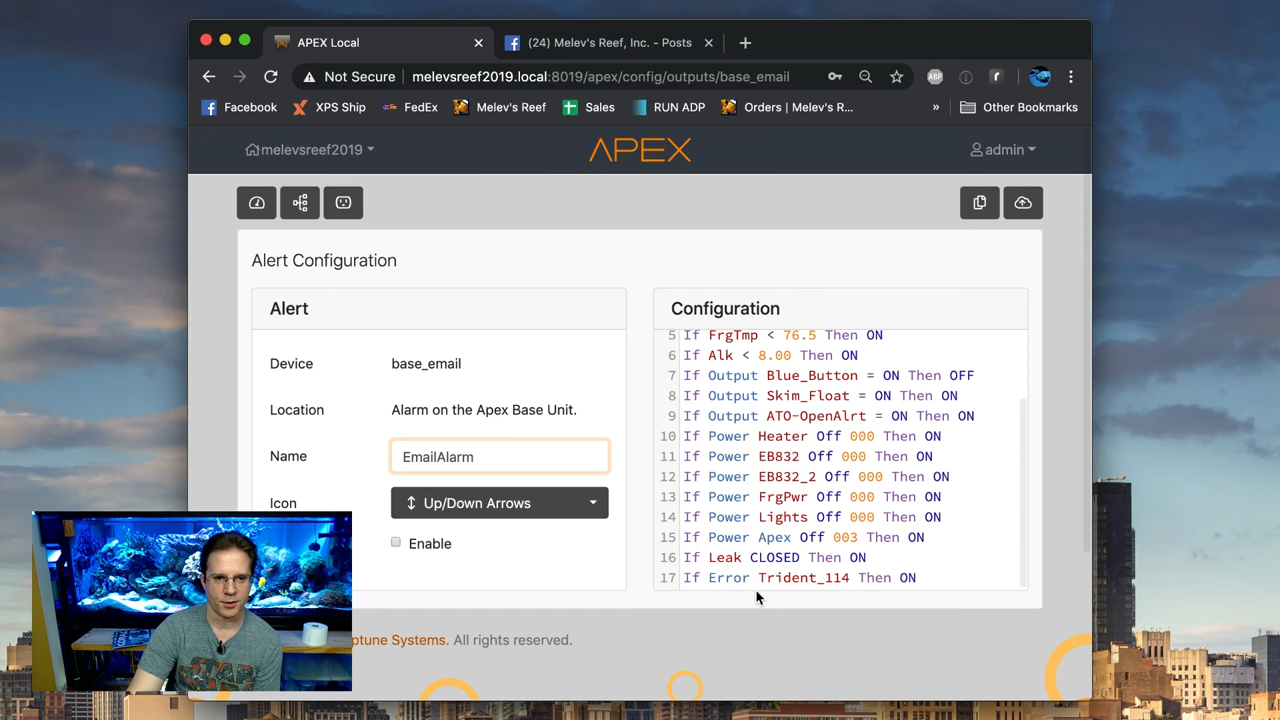 APEX Local
(24) Melev's Reef, Inc. - Posts
Not Secure melevsreef2019.local:8019/apex/config/outputs/base_email
ABP
Facebook XPS Ship FedEx Melev's Reef Sales RUN ADP Orders | Melev's R... » Other Bookmarks
melevsreef2019 APEX admin
Alert Configuration
Alert
Device base_email
Location Alarm on the Apex Base Unit.
Name EmailAlarm
Icon Up/Down Arrows
Enable
Configuration
5 If FrgTmp < 76.5 Then ON
6 If Alk < 8.00 Then ON
7 If Output Blue_Button = ON Then OFF
8 If Output Skim_Float = ON Then ON
9 If Output ATO-OpenAlrt = ON Then ON
10 If Power Heater Off 000 Then ON
11 If Power EB832 Off 000 Then ON
12 If Power EB832_2 Off 000 Then ON
13 If Power FrgPwr Off 000 Then ON
14 If Power Lights Off 000 Then ON
15 If Power Apex Off 003 Then ON
16 If Leak CLOSED Then ON
17 If Error Trident_114 Then ON
ptune Systems. All rights reserved.